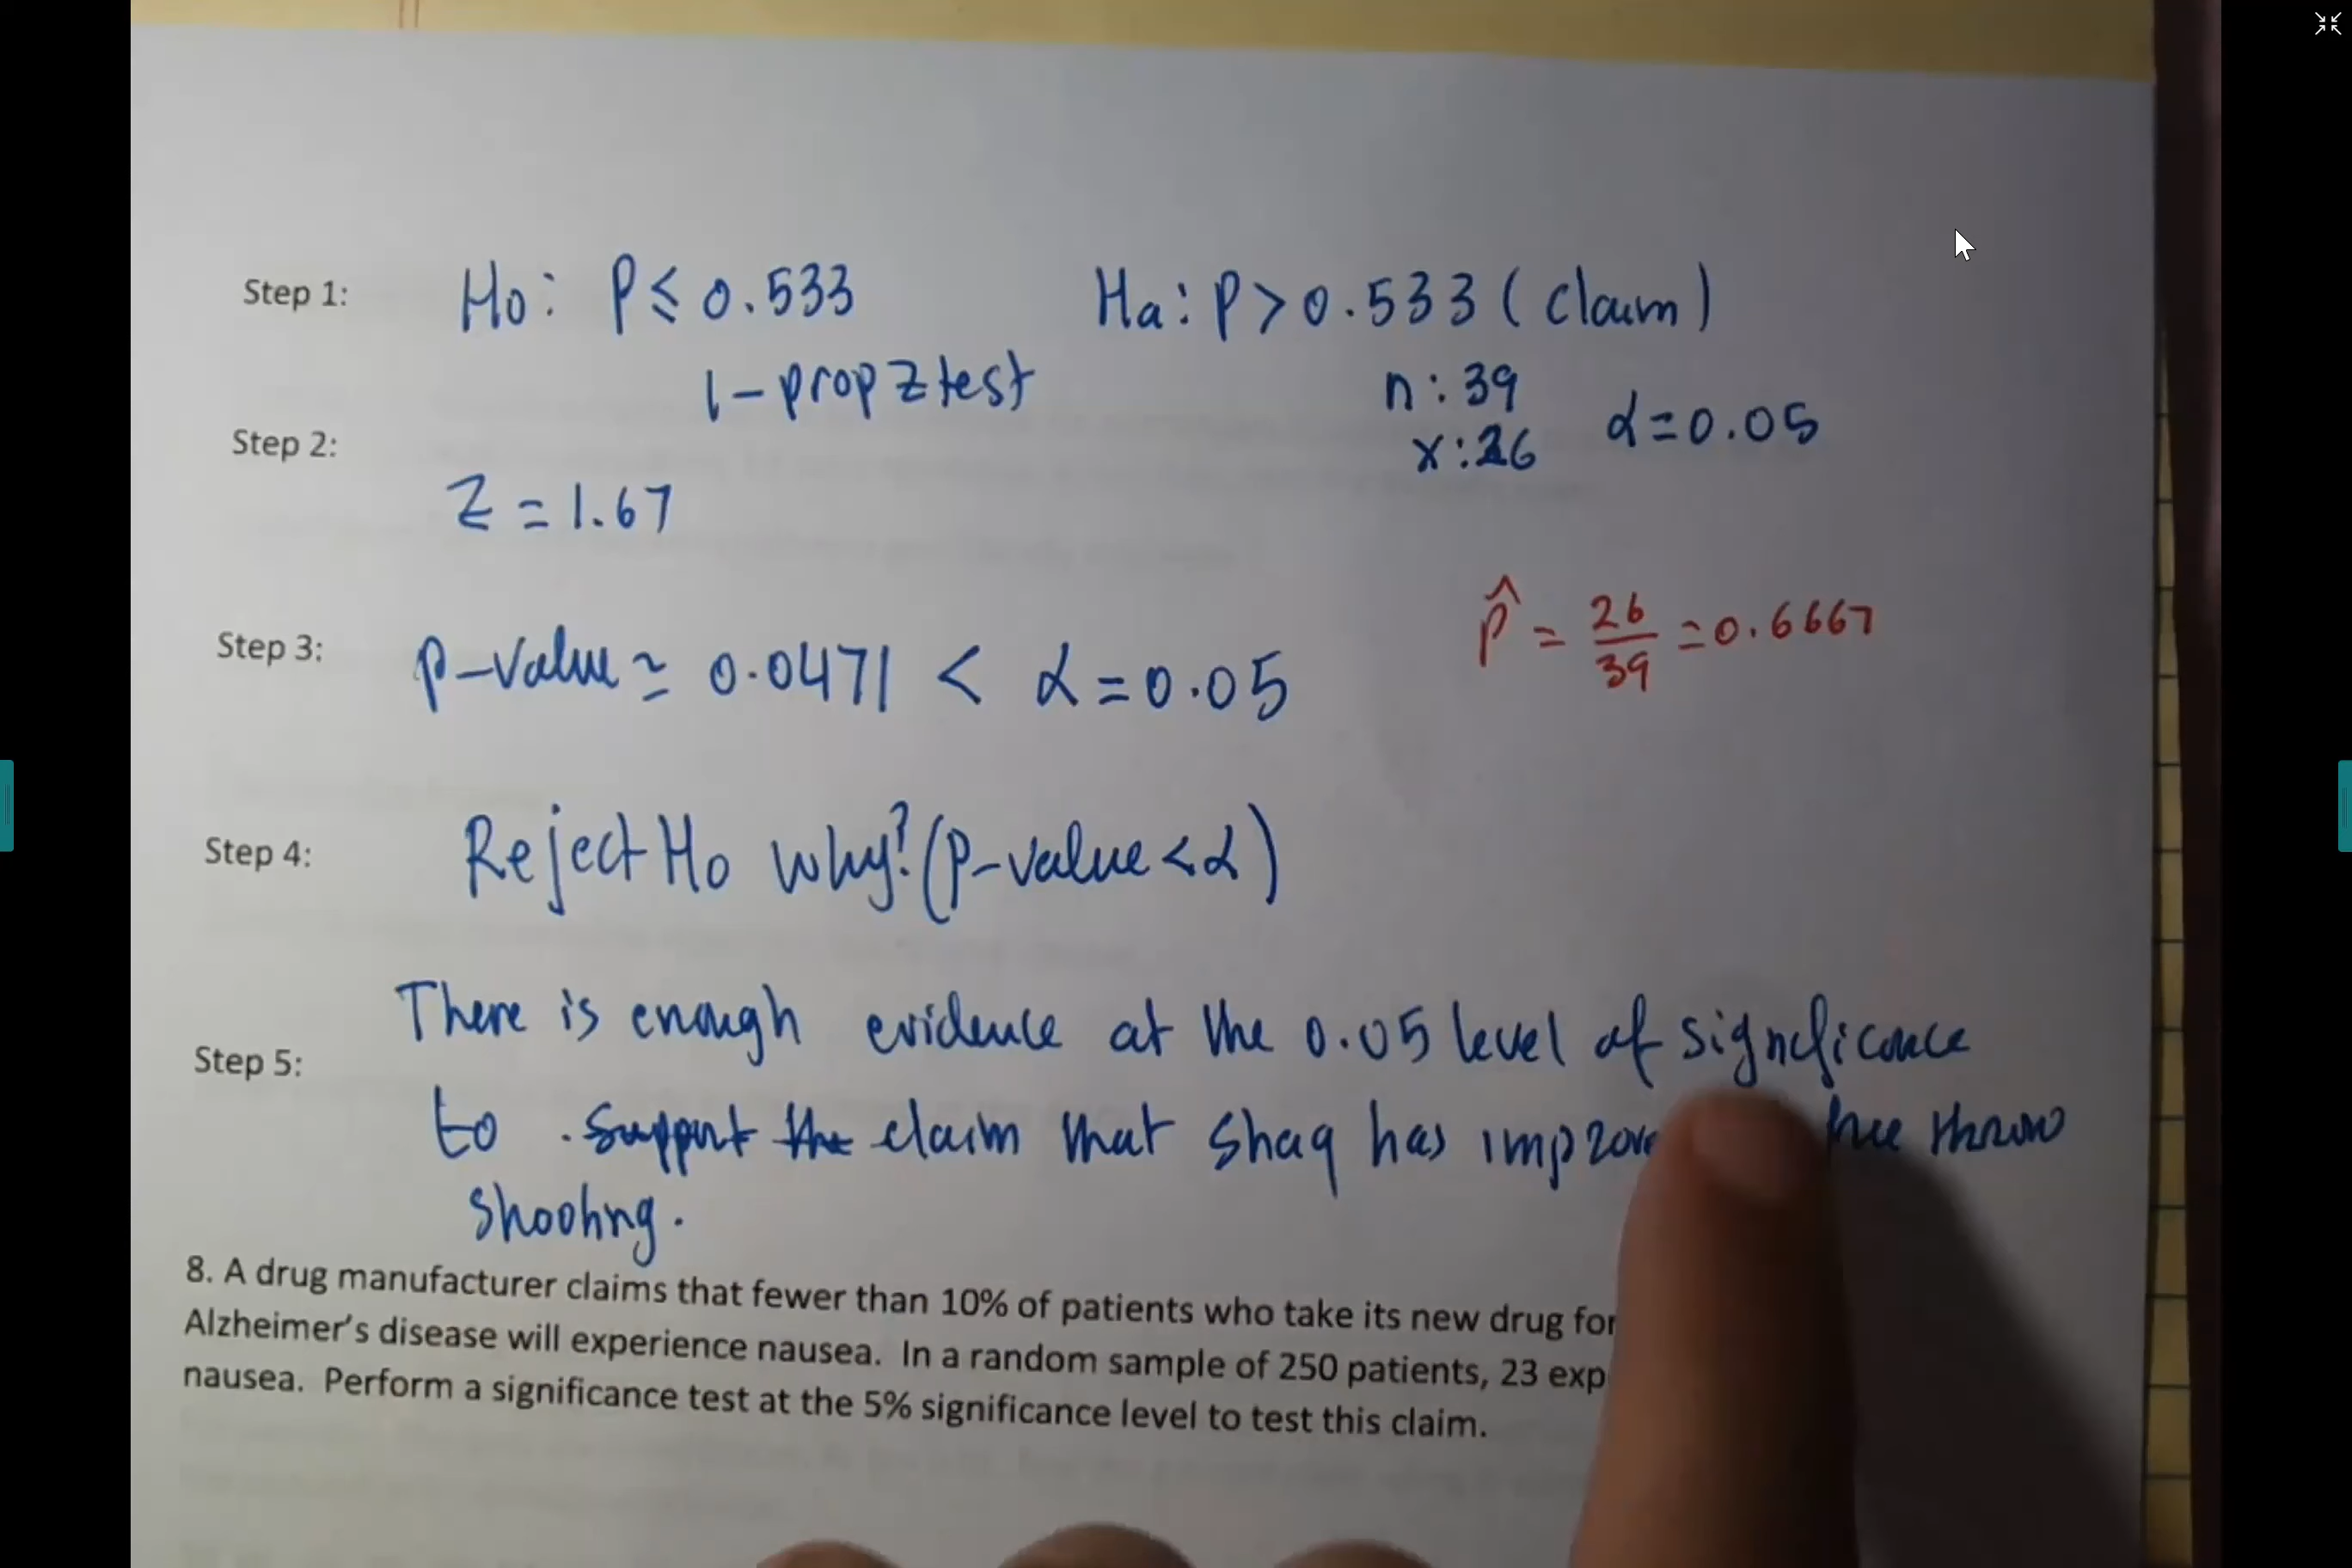 Step 1: Ho: P ≤ 0.533 Ha: P > 0.533 (claim)
1-prop z test n: 39
Step 2: x: 26 α = 0.05
Z = 1.67
p̂ = 26/39 = 0.6667
Step 3: p-value ≃ 0.0471 < α = 0.05
Step 4: Reject Ho why? (p-value < α)
There is enough evidence at the 0.05 level of significance
Step 5:
to support the claim that Shaq has throw
shooting.
8. A drug manufacturer claims that fewer than 10% of patients who take its new drug for
Alzheimer's disease will experience nausea. In a random sample of 250 patients, 23 exp
nausea. Perform a significance test at the 5% significance level to test this claim.